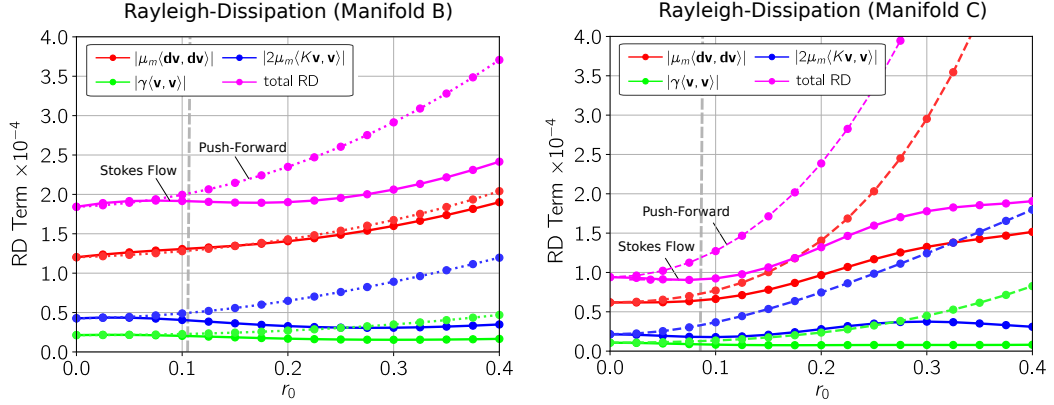 Rayleigh-Dissipation (Manifold B)
RD Term ×10⁻⁴
4.0
3.5
3.0
2.5
2.0
1.5
1.0
0.5
0.0
|μₘ⟨dv, dv⟩| |2μₘ⟨Kv, v⟩|
|γ⟨v, v⟩| total RD
Push-Forward
Stokes Flow
0.0 0.1 0.2 0.3 0.4
r₀
Rayleigh-Dissipation (Manifold C)
RD Term ×10⁻⁴
4.0
3.5
3.0
2.5
2.0
1.5
1.0
0.5
0.0
|μₘ⟨dv, dv⟩| |2μₘ⟨Kv, v⟩|
|γ⟨v, v⟩| total RD
Push-Forward
Stokes Flow
0.0 0.1 0.2 0.3 0.4
r₀